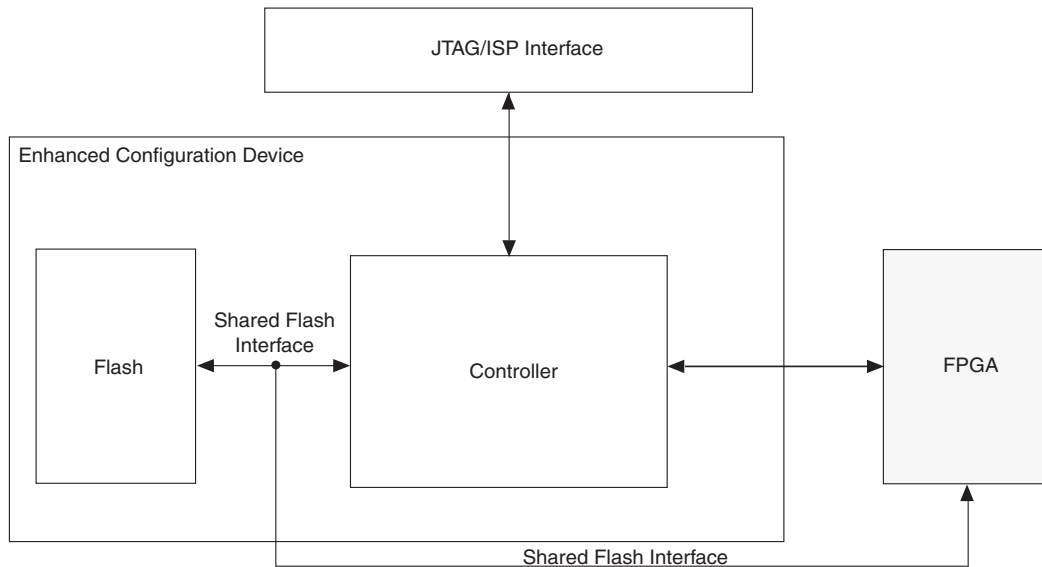 JTAG/ISP Interface
Enhanced Configuration Device
Shared Flash
Interface
Flash
Controller
FPGA
Shared Flash Interface